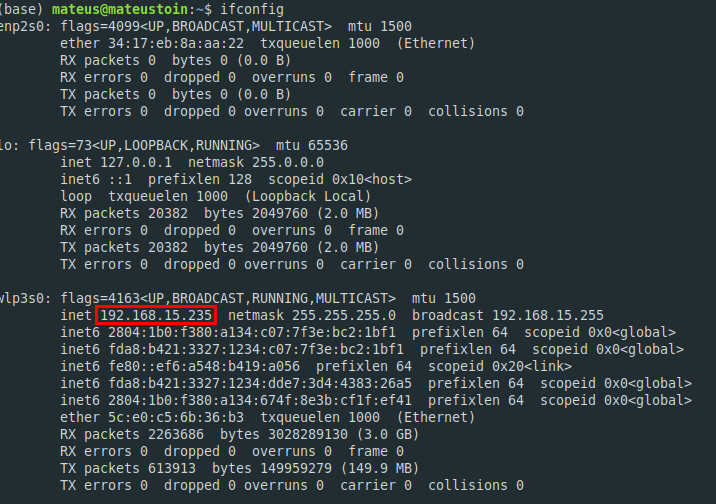 (base) mateus@mateustoin:~$ ifconfig
enp2s0: flags=4099<UP,BROADCAST,MULTICAST>  mtu 1500
ether 34:17:eb:8a:aa:22  txqueuelen 1000  (Ethernet)
RX packets 0  bytes 0 (0.0 B)
RX errors 0  dropped 0  overruns 0  frame 0
TX packets 0  bytes 0 (0.0 B)
TX errors 0  dropped 0 overruns 0  carrier 0  collisions 0
lo: flags=73<UP,LOOPBACK,RUNNING>  mtu 65536
inet 127.0.0.1  netmask 255.0.0.0
inet6 ::1  prefixlen 128  scopeid 0x10<host>
loop  txqueuelen 1000  (Loopback Local)
RX packets 20382  bytes 2049760 (2.0 MB)
RX errors 0  dropped 0  overruns 0  frame 0
TX packets 20382  bytes 2049760 (2.0 MB)
TX errors 0  dropped 0 overruns 0  carrier 0  collisions 0
wlp3s0: flags=4163<UP,BROADCAST,RUNNING,MULTICAST>  mtu 1500
inet 192.168.15.235  netmask 255.255.255.0  broadcast 192.168.15.255
inet6 2804:1b0:f380:a134:c07:7f3e:bc2:1bf1  prefixlen 64  scopeid 0x0<global>
inet6 fda8:b421:3327:1234:c07:7f3e:bc2:1bf1  prefixlen 64  scopeid 0x0<global>
inet6 fe80::ef6:a548:b419:a056  prefixlen 64  scopeid 0x20<link>
inet6 fda8:b421:3327:1234:dde7:3d4:4383:26a5  prefixlen 64  scopeid 0x0<global>
inet6 2804:1b0:f380:a134:674f:8e3b:cf1f:ef41  prefixlen 64  scopeid 0x0<global>
ether 5c:e0:c5:6b:36:b3  txqueuelen 1000  (Ethernet)
RX packets 2263686  bytes 3028289130 (3.0 GB)
RX errors 0  dropped 0  overruns 0  frame 0
TX packets 613913  bytes 149959279 (149.9 MB)
TX errors 0  dropped 0 overruns 0  carrier 0  collisions 0